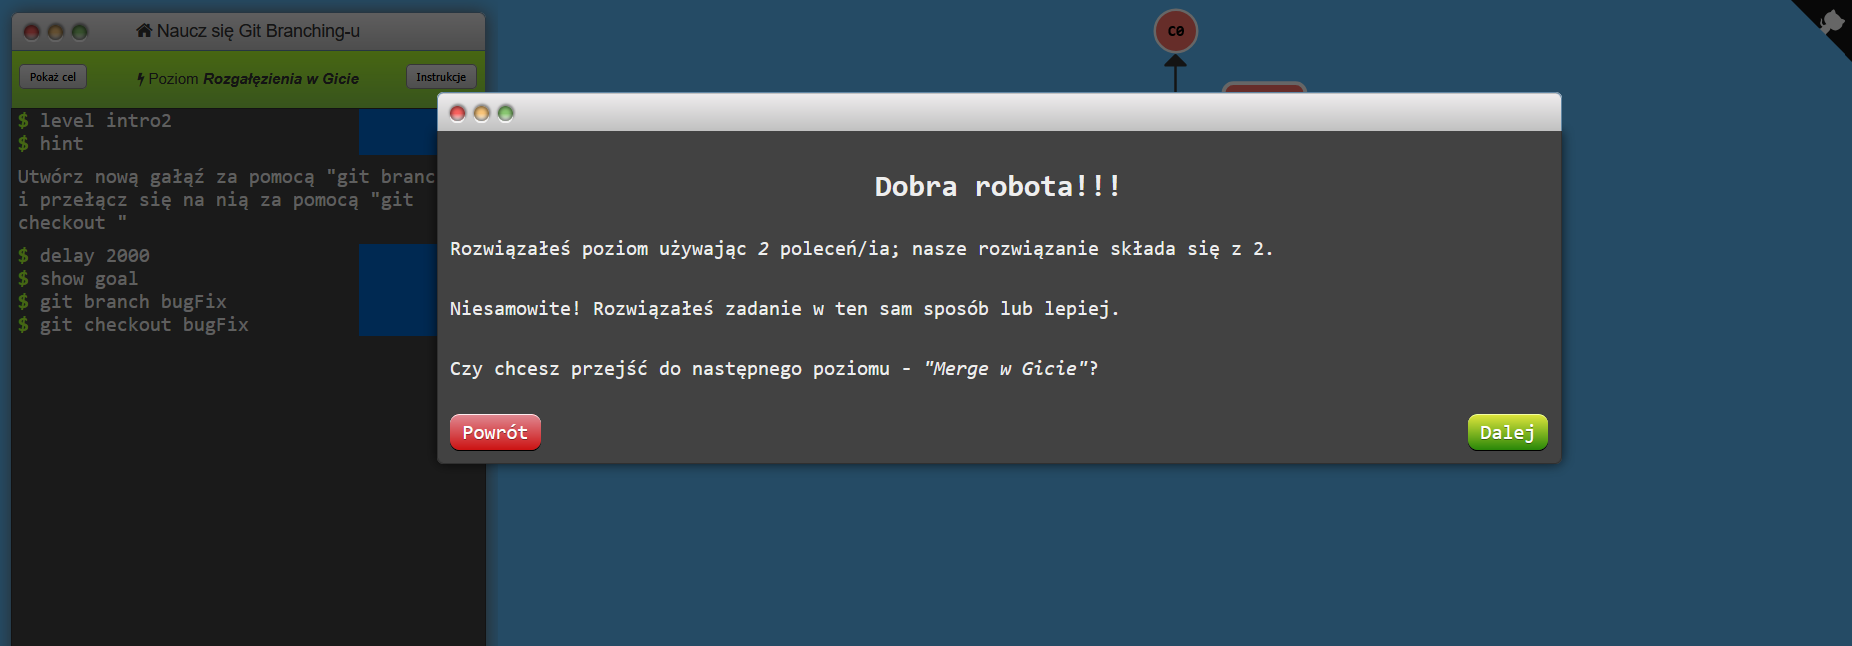 Naucz się Git Branching-u
Pokaż cel
Poziom Rozgałęzienia w Gicie
Instrukcje
$ level intro2
$ hint
Utwórz nową gałąź za pomocą "git branc
i przełącz się na nią za pomocą "git
checkout "
$ delay 2000
$ show goal
$ git branch bugFix
$ git checkout bugFix
C0
Dobra robota!!!
Rozwiązałeś poziom używając 2 poleceń/ia; nasze rozwiązanie składa się z 2.
Niesamowite! Rozwiązałeś zadanie w ten sam sposób lub lepiej.
Czy chcesz przejść do następnego poziomu - "Merge w Gicie"?
Powrót
Dalej